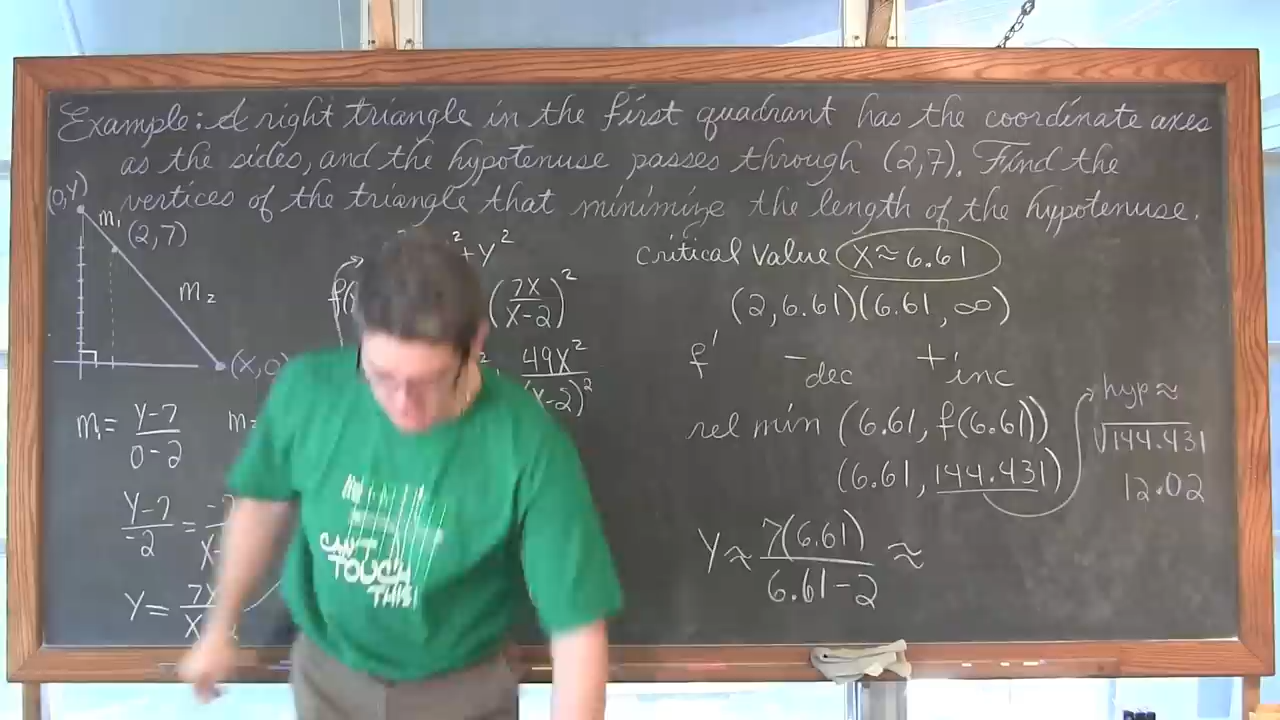 Example: A right triangle in the first quadrant has the coordinate axes
as the sides, and the hypotenuse passes through (2,7). Find the
vertices of the triangle that minimize the length of the hypotenuse.
(0,Y)
m₁
(2,7)
m₂
(X,0
m₁ = Y-7 / 0-2
m=
Y-7 / -2 =
Y = 7X
² + Y²
(7X / X-2)²
49X² / (X-2)²
Critical Value X≈6.61
(2,6.61)(6.61,∞)
f' - +
dec inc
rel min (6.61, f(6.61))
(6.61, 144.431)
hyp≈
√144.431
12.02
Y ≈ 7(6.61) / 6.61-2 ≈
CAN'T
TOUCH
THIS!